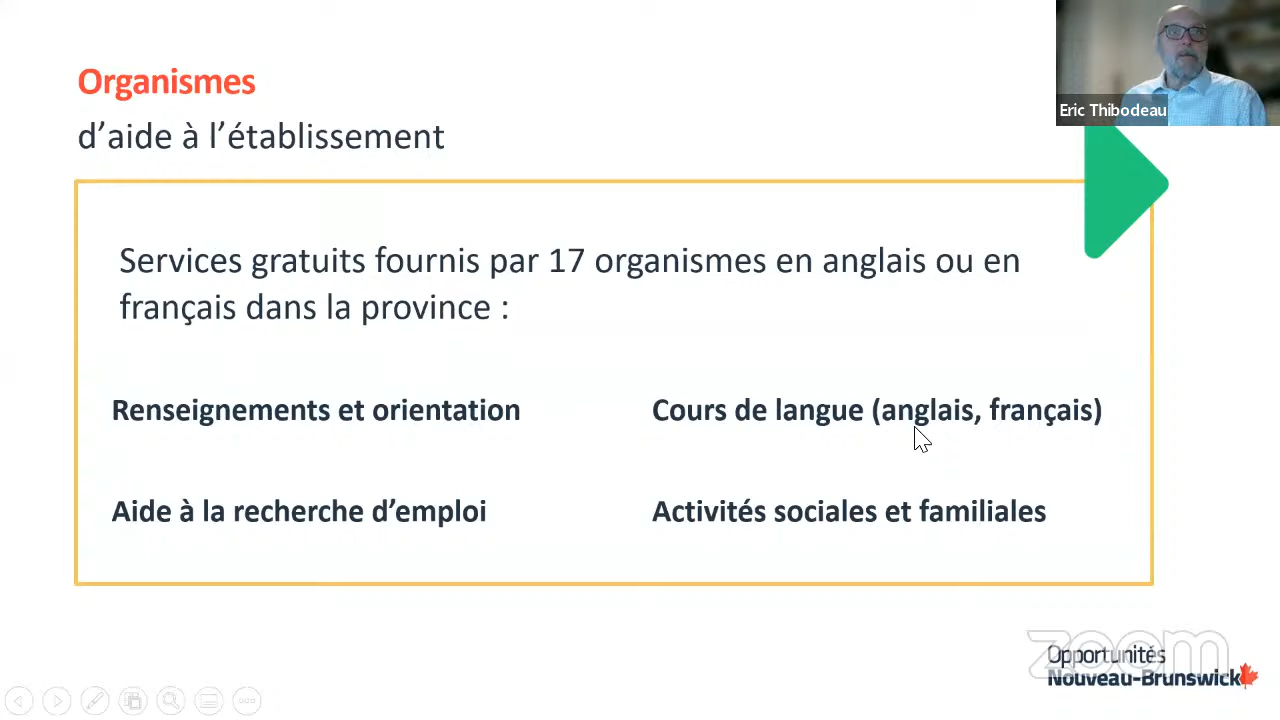 Organismes
d’aide à l’établissement
Eric Thibodeau
Services gratuits fournis par 17 organismes en anglais ou en
français dans la province :
Renseignements et orientation
Cours de langue (anglais, français)
Aide à la recherche d’emploi
Activités sociales et familiales
zoom
Opportunités
Nouveau-Brunswick